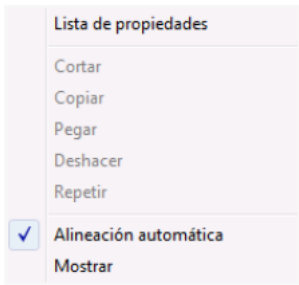 Lista de propiedades
Cortar
Copiar
Pegar
Deshacer
Repetir
Alineación automática
Mostrar